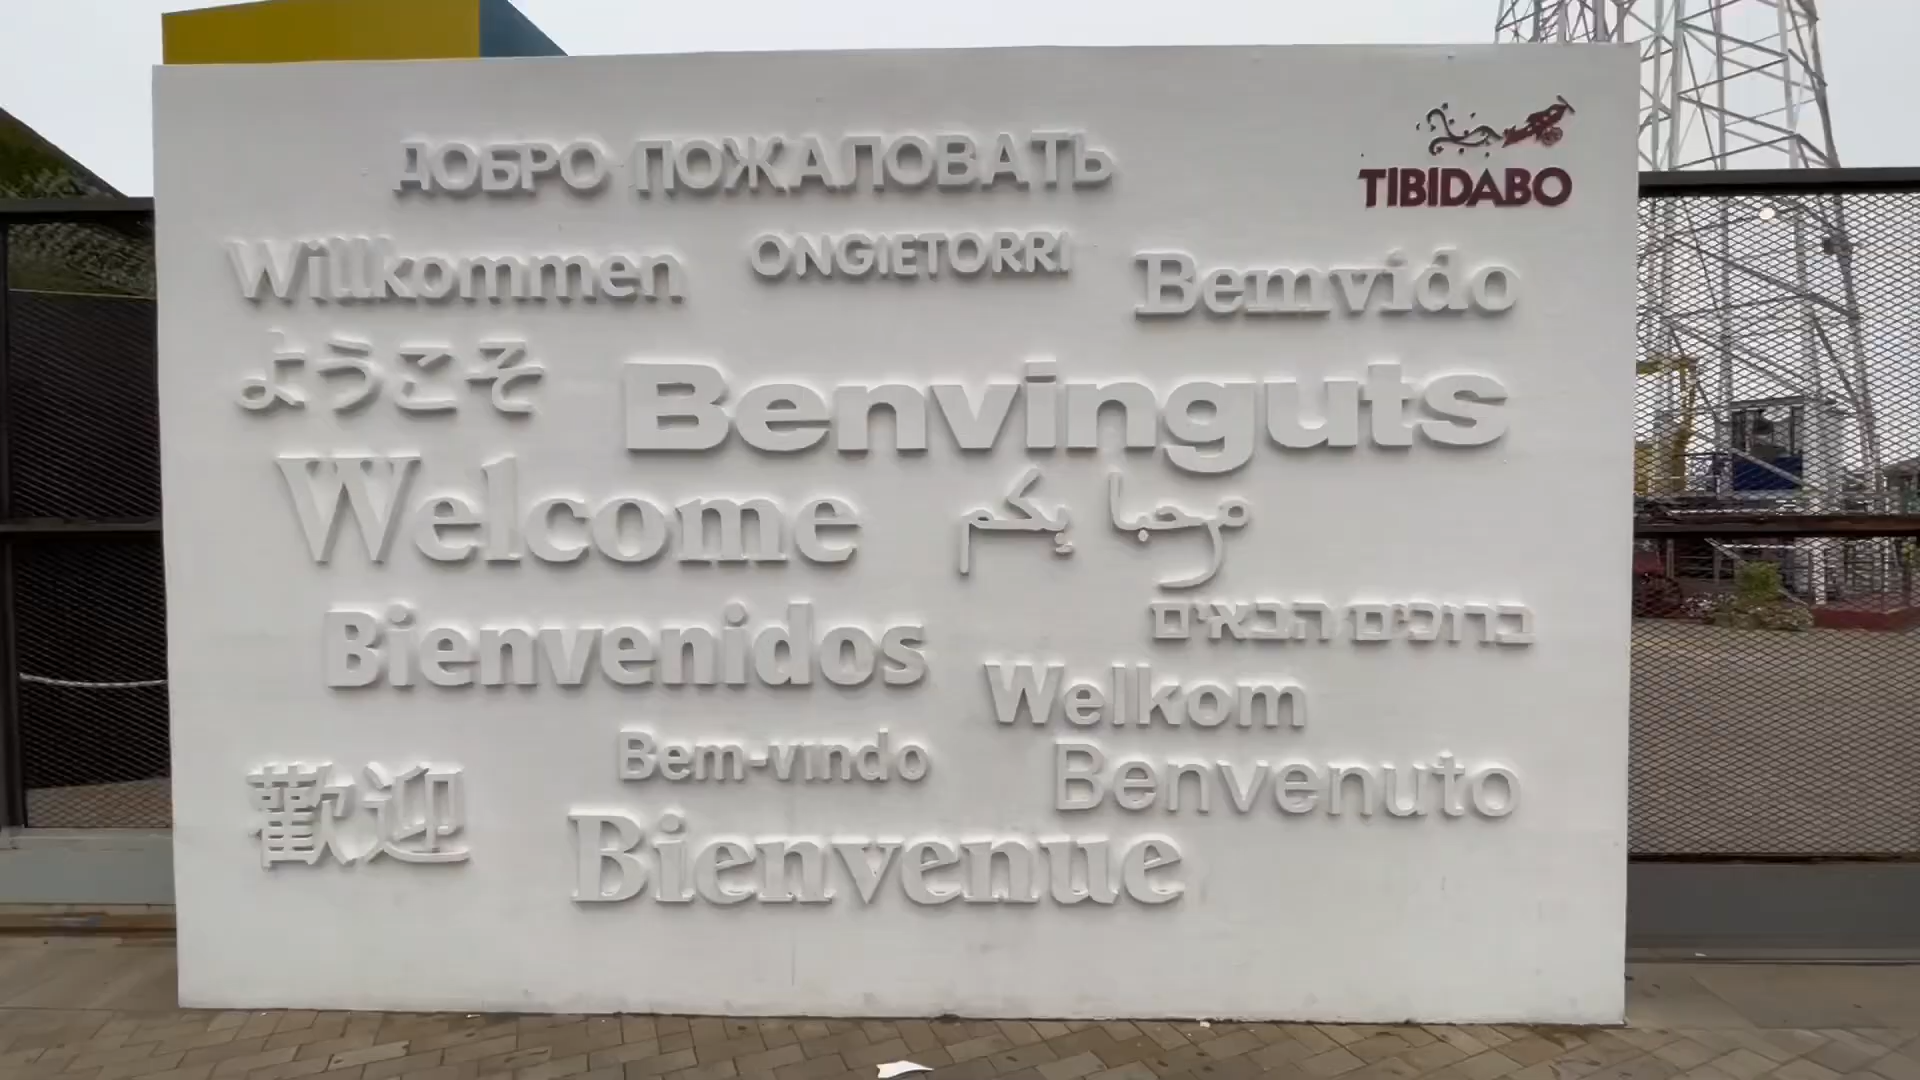 ДОБРО ПОЖАЛОВАТЬ
TIBIDABO
Willkommen
ONGIETORRI
Bemvido
ようこそ
Benvinguts
Welcome
مرحبا بكم
Bienvenidos
ברוכים הבאים
Welkom
Bem-vindo
Benvenuto
歡迎
Bienvenue